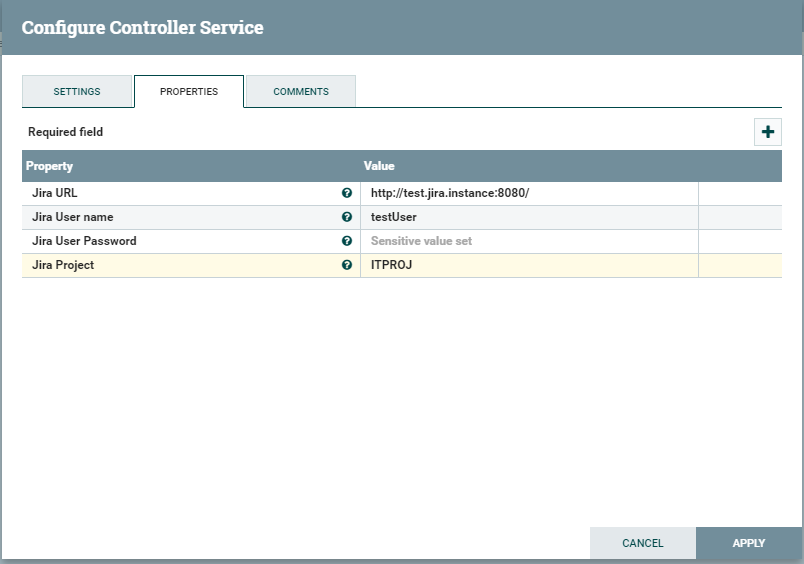 Configure Controller Service
SETTINGS PROPERTIES COMMENTS
Required field
Property Value
Jira URL http://test.jira.instance:8080/
Jira User name testUser
Jira User Password Sensitive value set
Jira Project ITPROJ
CANCEL APPLY